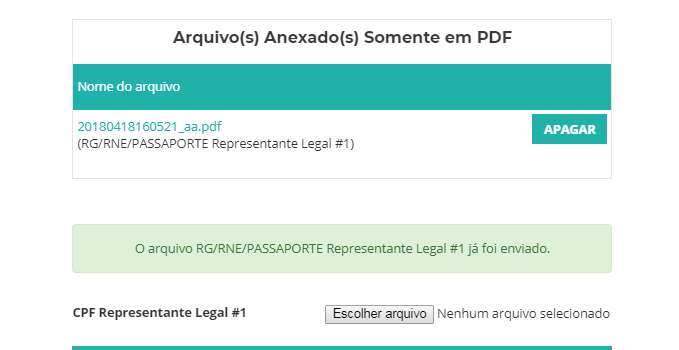 Arquivo(s) Anexado(s) Somente em PDF
Nome do arquivo
20180418160521_aa.pdf
(RG/RNE/PASSAPORTE Representante Legal #1)
APAGAR
O arquivo RG/RNE/PASSAPORTE Representante Legal #1 já foi enviado.
CPF Representante Legal #1
Escolher arquivo Nenhum arquivo selecionado